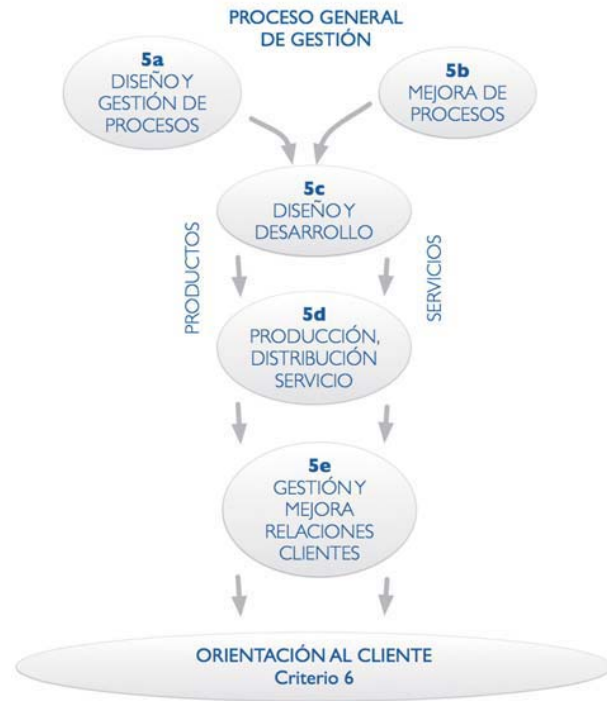 PROCESO GENERAL
DE GESTIÓN
5a
DISEÑO Y
GESTIÓN DE
PROCESOS
5b
MEJORA DE
PROCESOS
5c
DISEÑO Y
DESARROLLO
PRODUCTOS
SERVICIOS
5d
PRODUCCIÓN,
DISTRIBUCIÓN
SERVICIO
5e
GESTIÓN Y
MEJORA
RELACIONES
CLIENTES
ORIENTACIÓN AL CLIENTE
Criterio 6